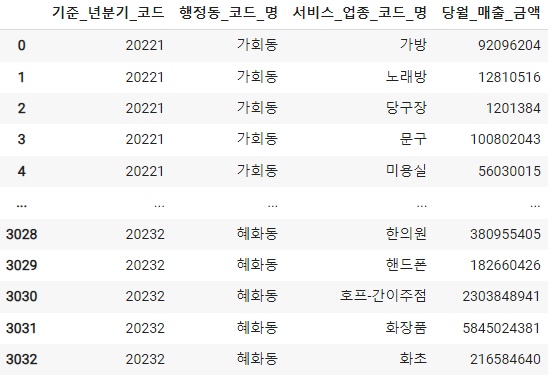 기준_년분기_코드 행정동_코드_명 서비스_업종_코드_명 당월_매출_금액
0 20221 가회동 가방 92096204
1 20221 가회동 노래방 12810516
2 20221 가회동 당구장 1201384
3 20221 가회동 문구 100802043
4 20221 가회동 미용실 56030015
... ... ... ... ...
3028 20232 혜화동 한의원 380955405
3029 20232 혜화동 핸드폰 182660426
3030 20232 혜화동 호프-간이주점 2303848941
3031 20232 혜화동 화장품 5845024381
3032 20232 혜화동 화초 216584640